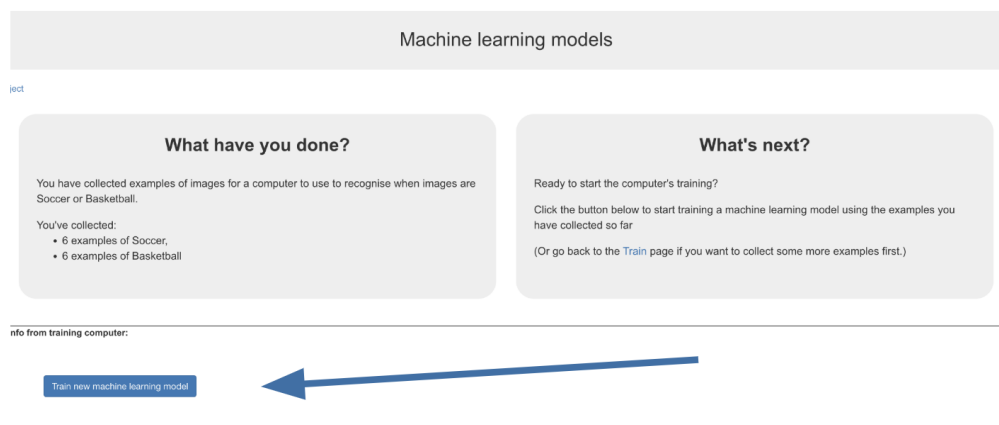 Machine learning models
ject
What have you done?
You have collected examples of images for a computer to use to recognise when images are
Soccer or Basketball.
You've collected:
• 6 examples of Soccer,
• 6 examples of Basketball
What's next?
Ready to start the computer's training?
Click the button below to start training a machine learning model using the examples you
have collected so far
(Or go back to the Train page if you want to collect some more examples first.)
nfo from training computer:
Train new machine learning model